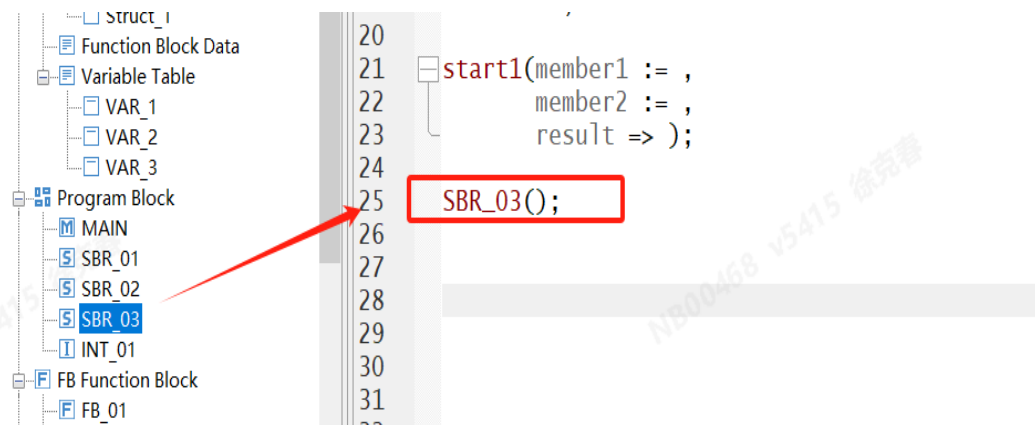 Struct_1
Function Block Data
Variable Table
VAR_1
VAR_2
VAR_3
Program Block
M MAIN
S SBR_01
S SBR_02
S SBR_03
I INT_01
F FB Function Block
F FB_01
20
21 start1(member1 := ,
22 member2 := ,
23 result => );
24
25 SBR_03();
26
27
28
29
30
31
NB00468 v5415 徐克春